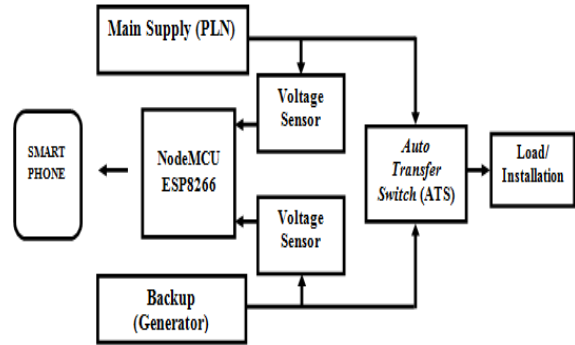 Main Supply (PLN)
Voltage
Sensor
SMART
PHONE
NodeMCU
ESP8266
Auto
Transfer
Switch (ATS)
Load/
Installation
Voltage
Sensor
Backup
(Generator)